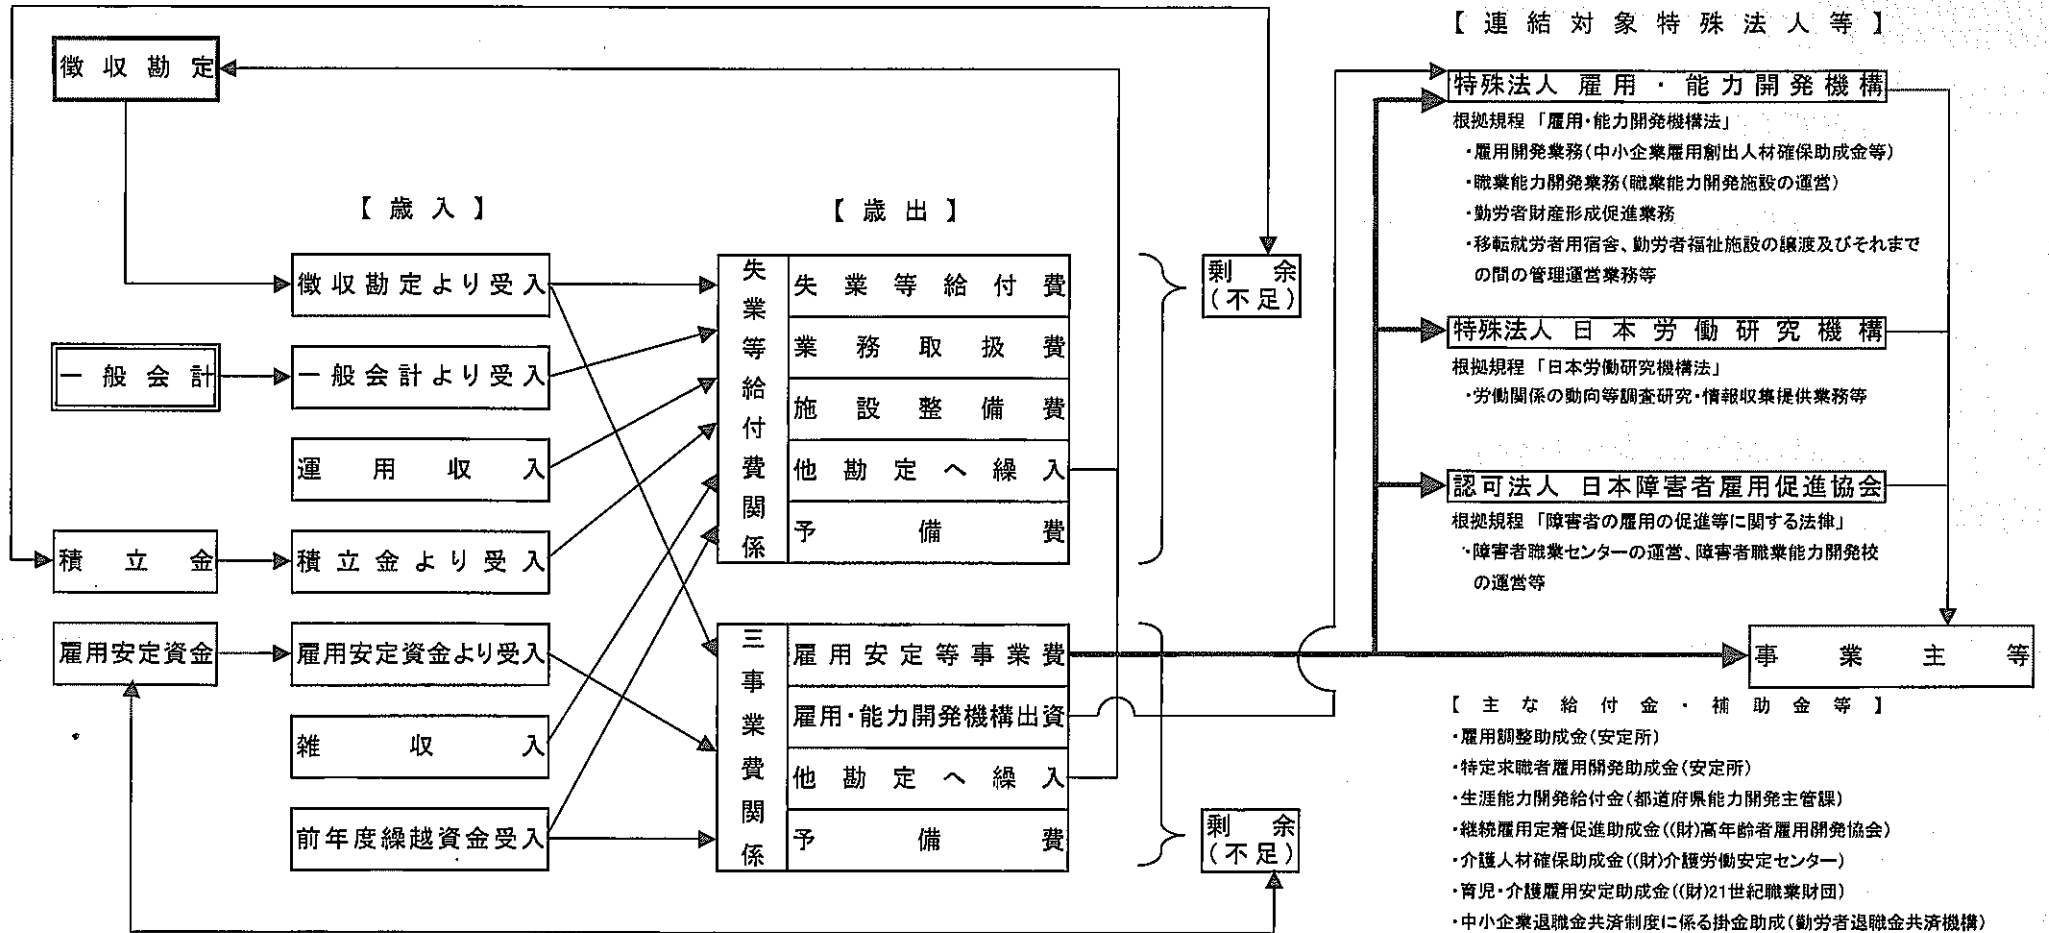 【連結対象特殊法人等】
徴収勘定
特殊法人 雇用・能力開発機構
根拠規程 「雇用・能力開発機構法」
・雇用開発業務(中小企業雇用創出人材確保助成金等)
・職業能力開発業務(職業能力開発施設の運営)
・勤労者財産形成促進業務
・移転就労者用宿舎、勤労者福祉施設の譲渡及びそれまで
の間の管理運営業務等
【歳入】
【歳出】
徴収勘定より受入
一般会計
一般会計より受入
運用収入
積立金
積立金より受入
雇用安定資金
雇用安定資金より受入
雑収入
前年度繰越資金受入
失業等給付費関係
失業等給付費
業務取扱費
施設整備費
他勘定へ繰入
予備費
剰余
(不足)
三事業費関係
雇用安定等事業費
雇用・能力開発機構出資
他勘定へ繰入
予備費
剰余
(不足)
特殊法人 日本労働研究機構
根拠規程 「日本労働研究機構法」
・労働関係の動向等調査研究・情報収集提供業務等
認可法人 日本障害者雇用促進協会
根拠規程 「障害者の雇用の促進等に関する法律」
・障害者職業センターの運営、障害者職業能力開発校
の運営等
事業主等
【主な給付金・補助金等】
・雇用調整助成金(安定所)
・特定求職者雇用開発助成金(安定所)
・生涯能力開発給付金(都道府県能力開発主管課)
・継続雇用定着促進助成金((財)高年齢者雇用開発協会)
・介護人材確保助成金((財)介護労働安定センター)
・育児・介護雇用安定助成金((財)21世紀職業財団)
・中小企業退職金共済制度に係る掛金助成(勤労者退職金共済機構)